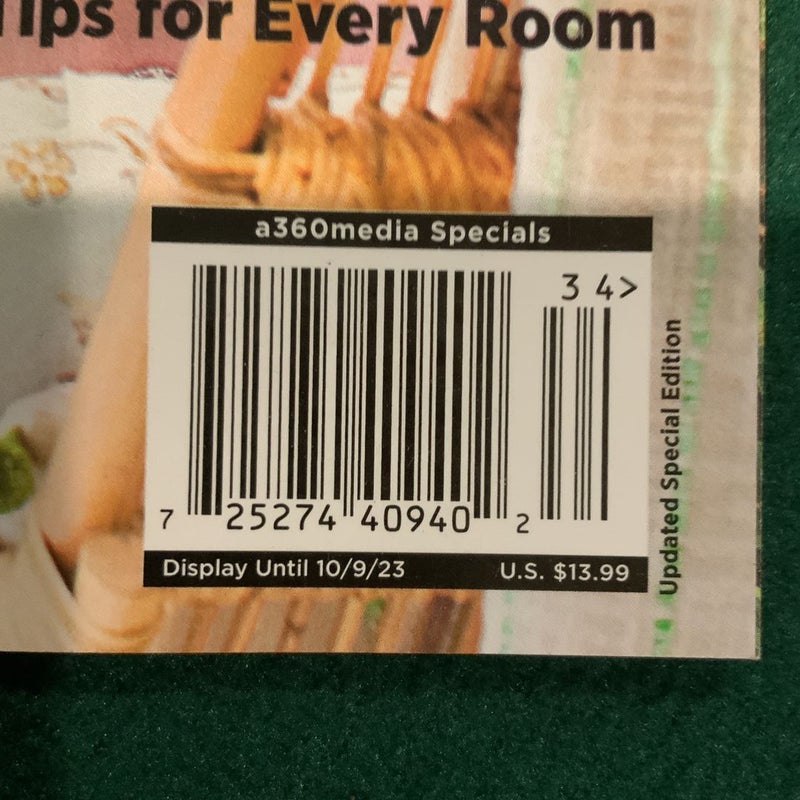 Tips for Every Room
a360media Specials
3 4>
7 25274 40940 2
Display Until 10/9/23 U.S. $13.99
Updated Special Edition